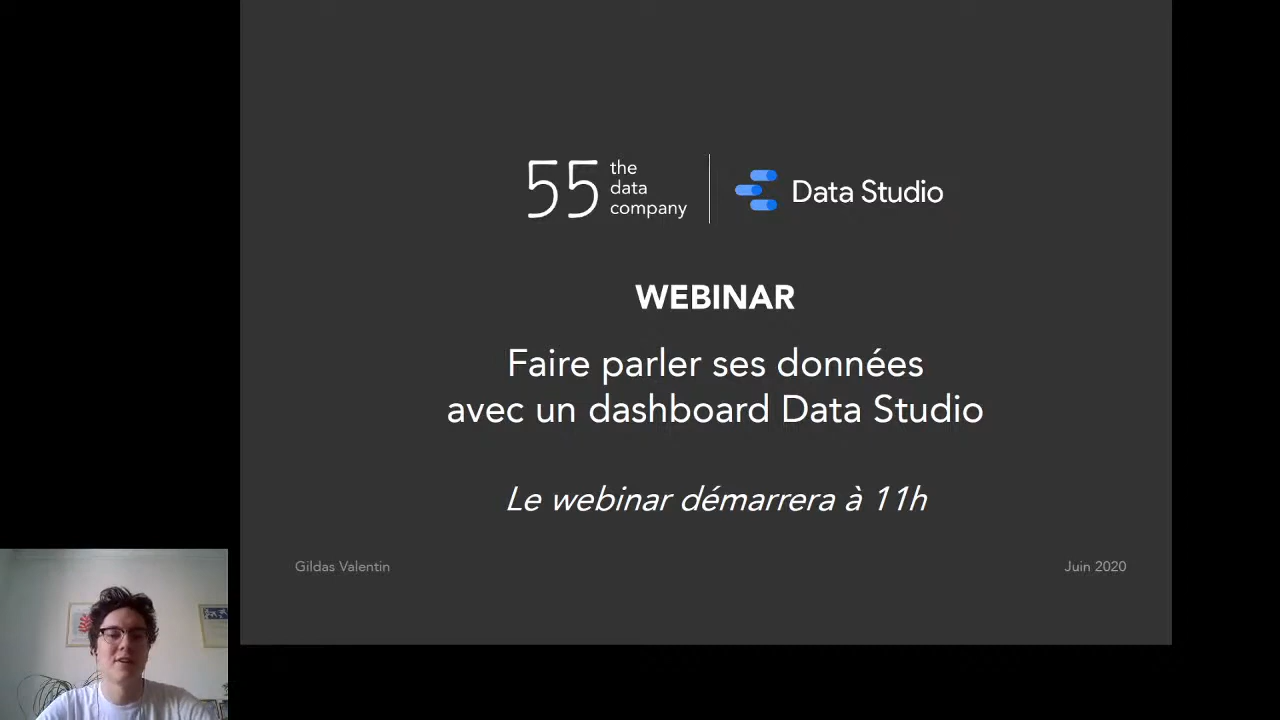 55 the
data
company
Data Studio
WEBINAR
Faire parler ses données
avec un dashboard Data Studio
Le webinar démarrera à 11h
Gildas Valentin
Juin 2020